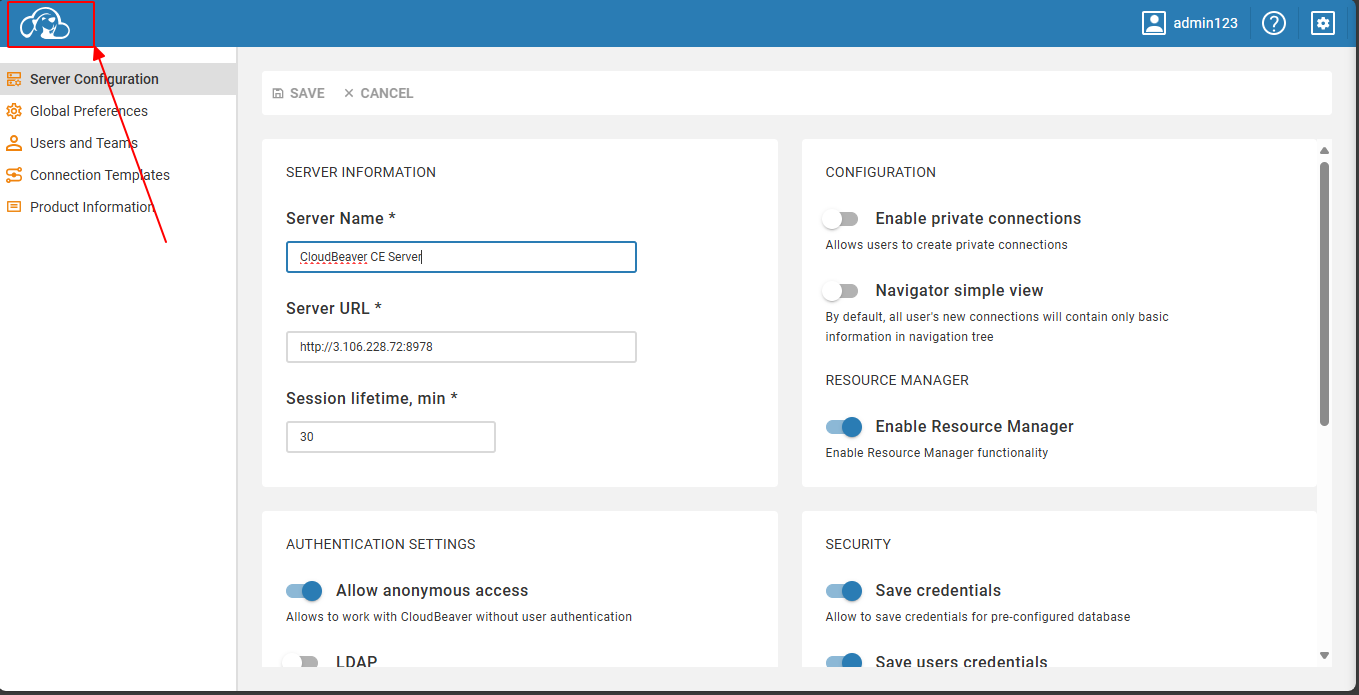 admin123
Server Configuration
Global Preferences
Users and Teams
Connection Templates
Product Information
SAVE
CANCEL
SERVER INFORMATION
Server Name *
CloudBeaver CE Server
Server URL *
http://3.106.228.72:8978
Session lifetime, min *
30
CONFIGURATION
Enable private connections
Allows users to create private connections
Navigator simple view
By default, all user's new connections will contain only basic
information in navigation tree
RESOURCE MANAGER
Enable Resource Manager
Enable Resource Manager functionality
AUTHENTICATION SETTINGS
Allow anonymous access
Allows to work with CloudBeaver without user authentication
LDAP
SECURITY
Save credentials
Allow to save credentials for pre-configured database
Save users credentials